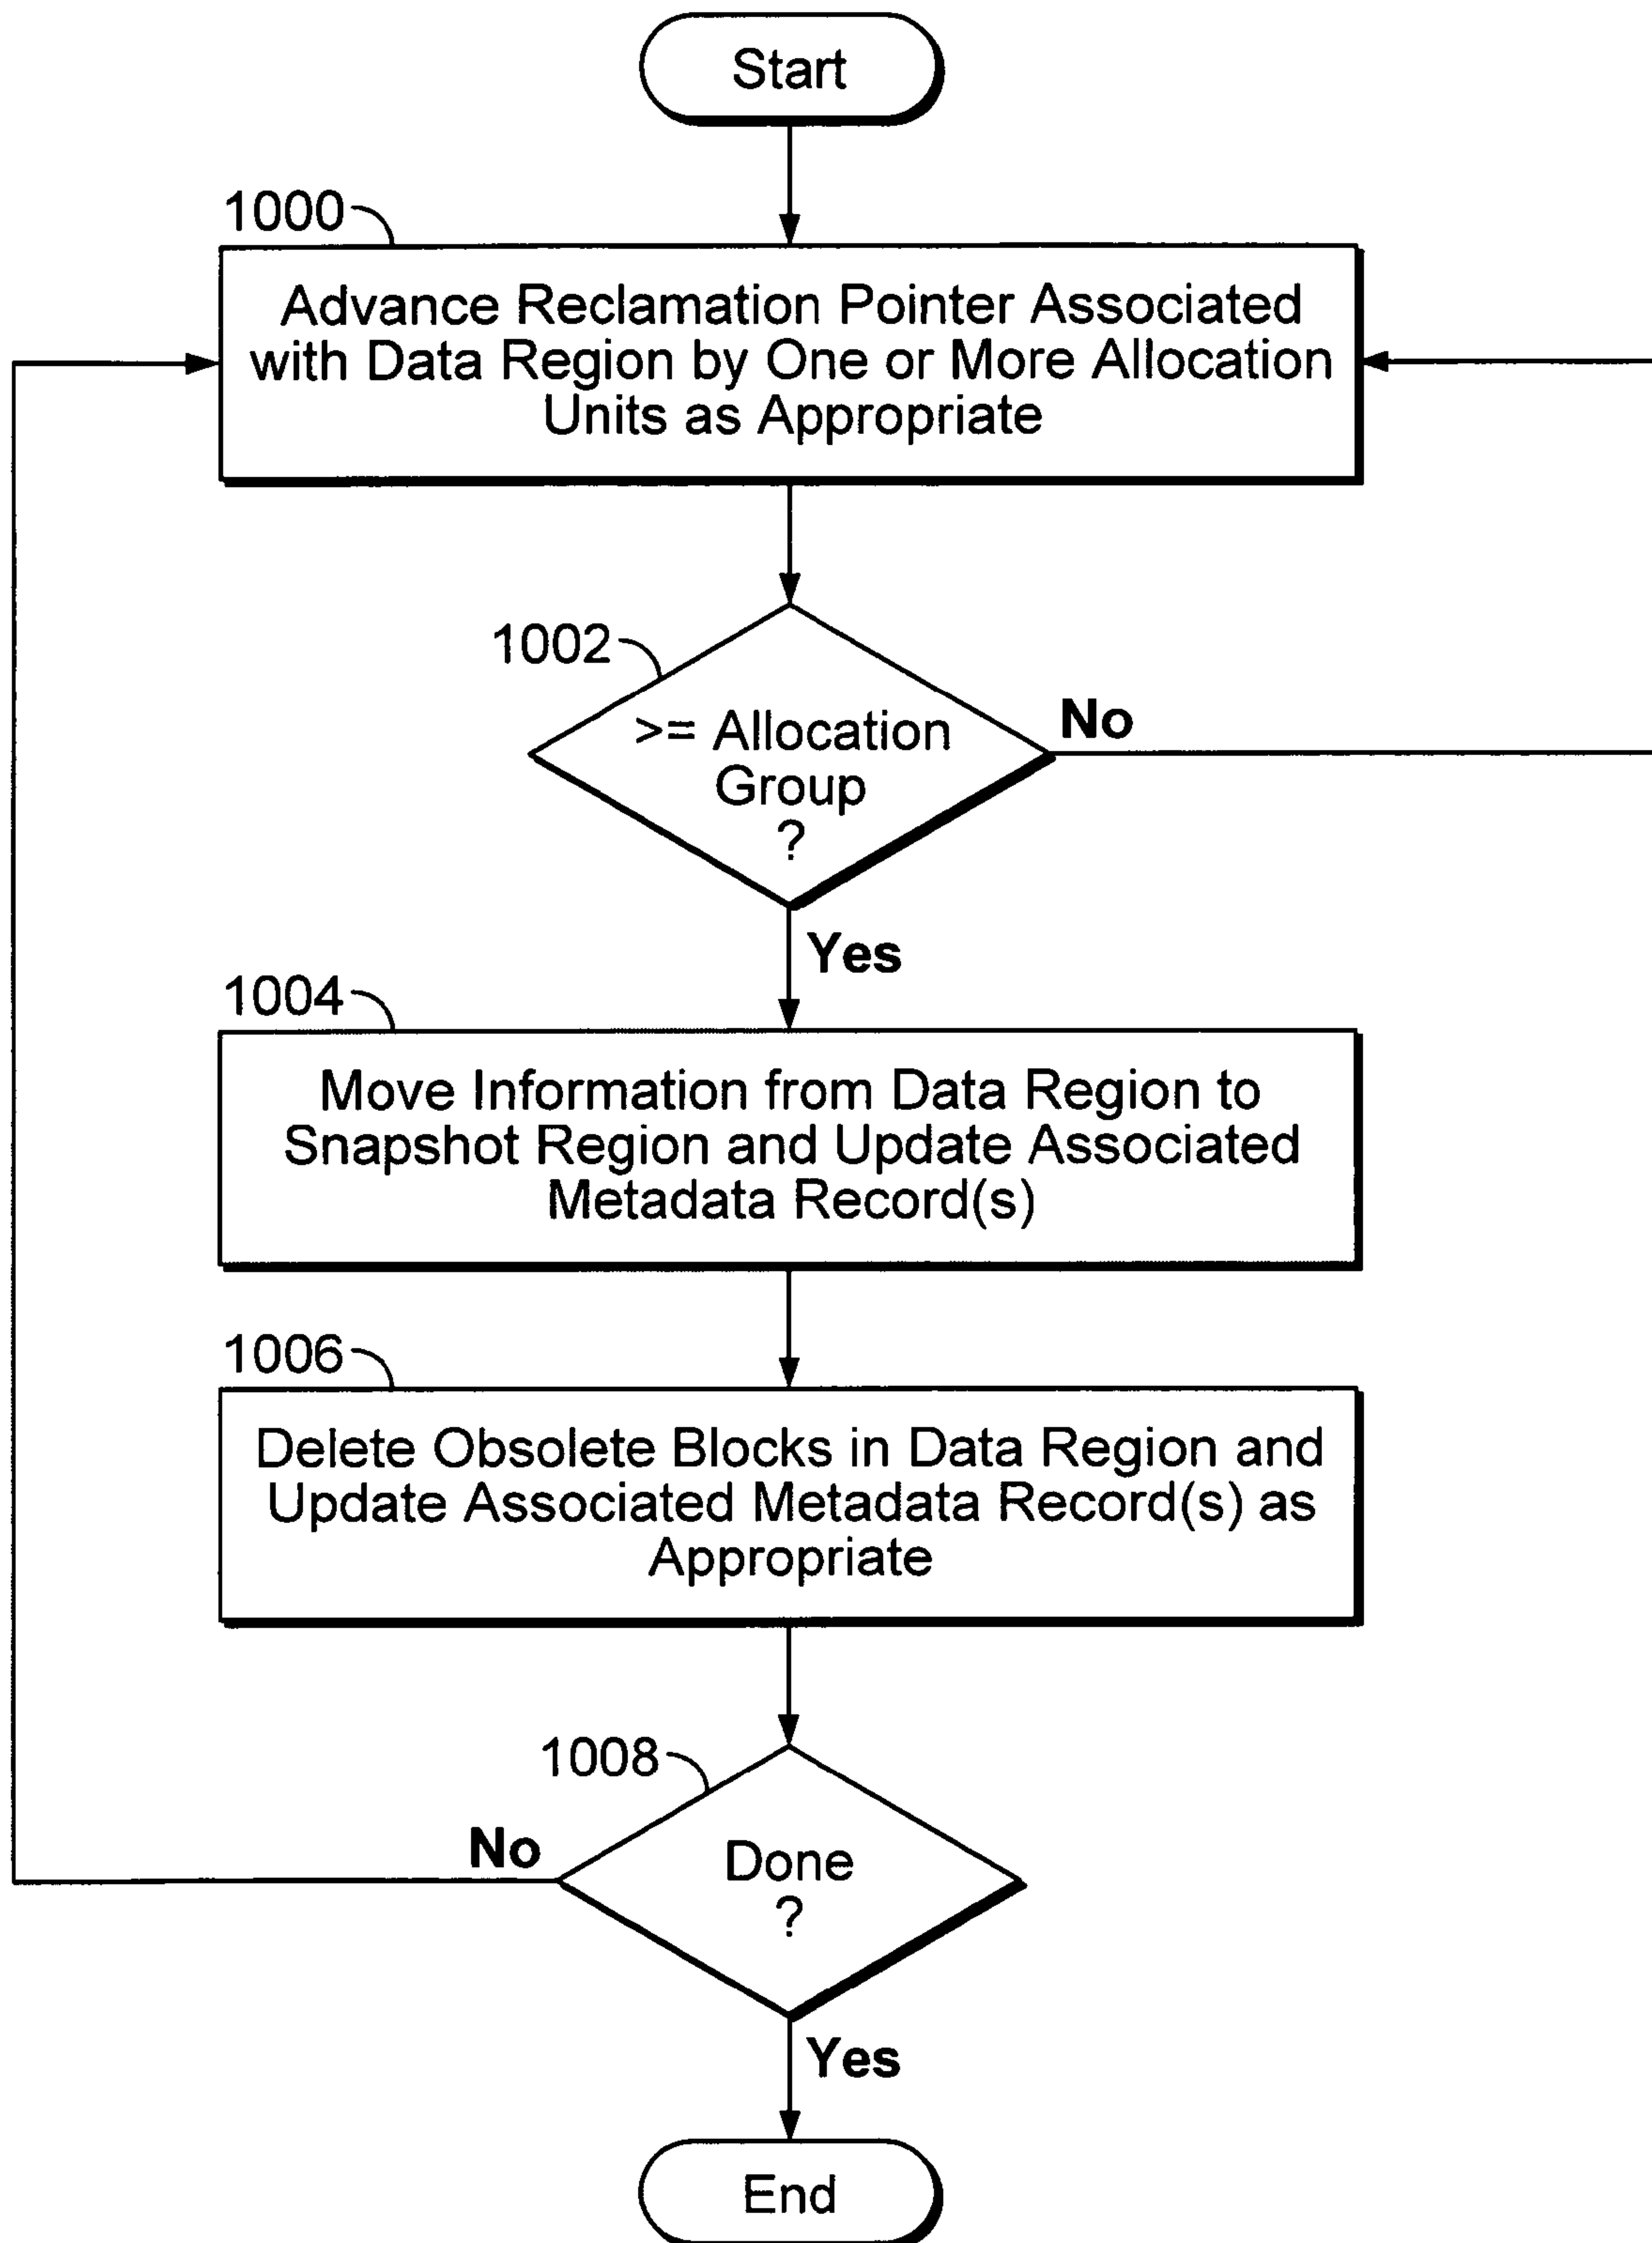 Start
1000
Advance Reclamation Pointer Associated
with Data Region by One or More Allocation
Units as Appropriate
1002
>= Allocation
Group
?
No
Yes
1004
Move Information from Data Region to
Snapshot Region and Update Associated
Metadata Record(s)
1006
Delete Obsolete Blocks in Data Region and
Update Associated Metadata Record(s) as
Appropriate
1008
No
Done
?
Yes
End